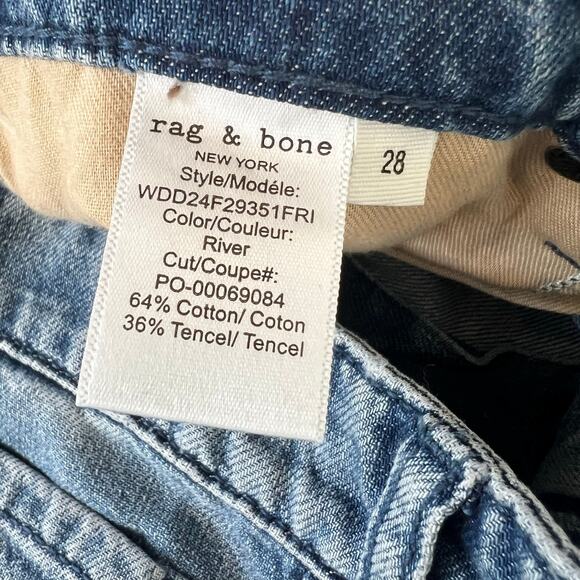 rag & bone
NEW YORK
Style/Modéle:
WDD24F29351FRI
Color/Couleur:
River
Cut/Coupe#:
PO-00069084
64% Cotton/ Coton
36% Tencel/ Tencel
28